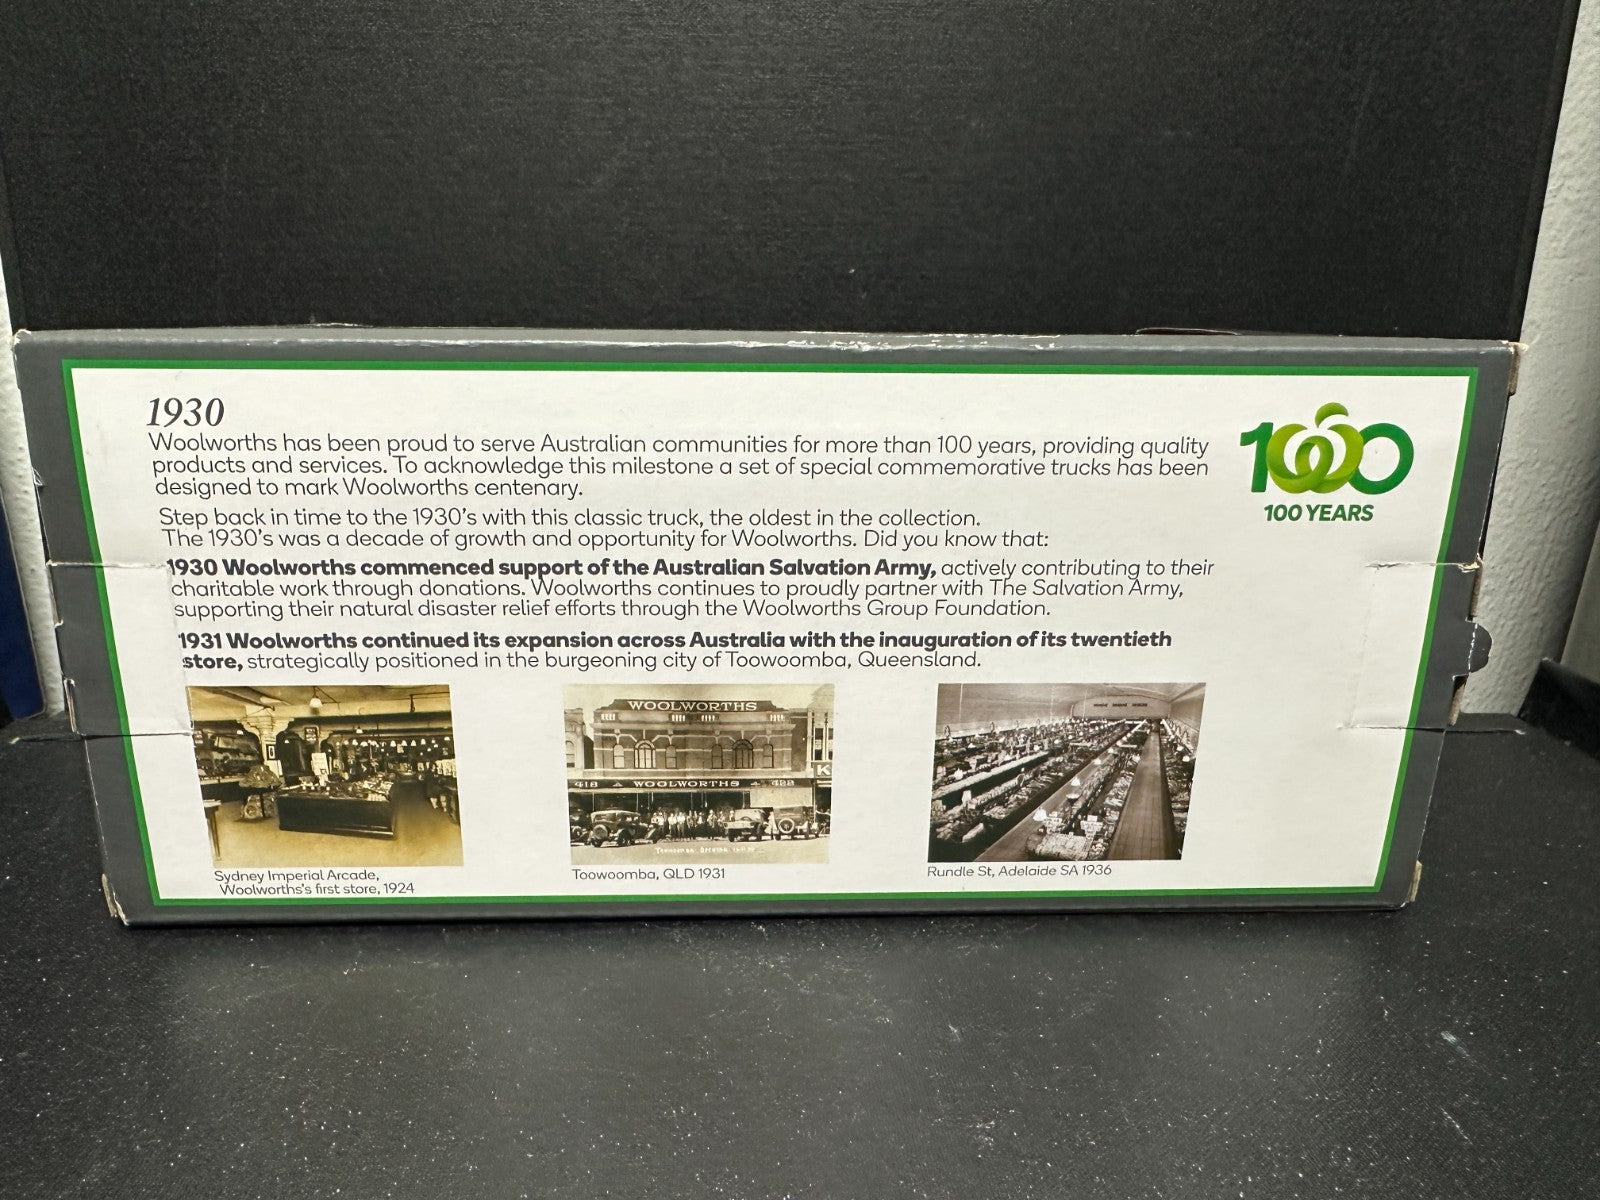 1930
Woolworths has been proud to serve Australian communities for more than 100 years, providing quality
products and services. To acknowledge this milestone a set of special commemorative trucks has been
designed to mark Woolworths centenary.
Step back in time to the 1930's with this classic truck, the oldest in the collection.
The 1930's was a decade of growth and opportunity for Woolworths. Did you know that:
1930 Woolworths commenced support of the Australian Salvation Army, actively contributing to their
charitable work through donations. Woolworths continues to proudly partner with The Salvation Army,
supporting their natural disaster relief efforts through the Woolworths Group Foundation.
1931 Woolworths continued its expansion across Australia with the inauguration of its twentieth
store, strategically positioned in the burgeoning city of Toowoomba, Queensland.
100
100 YEARS
WOOLWORTHS
418 WOOLWORTHS 422
K
Sydney Imperial Arcade,
Woolworths's first store, 1924
Toowoomba, QLD 1931
Rundle St, Adelaide SA 1936